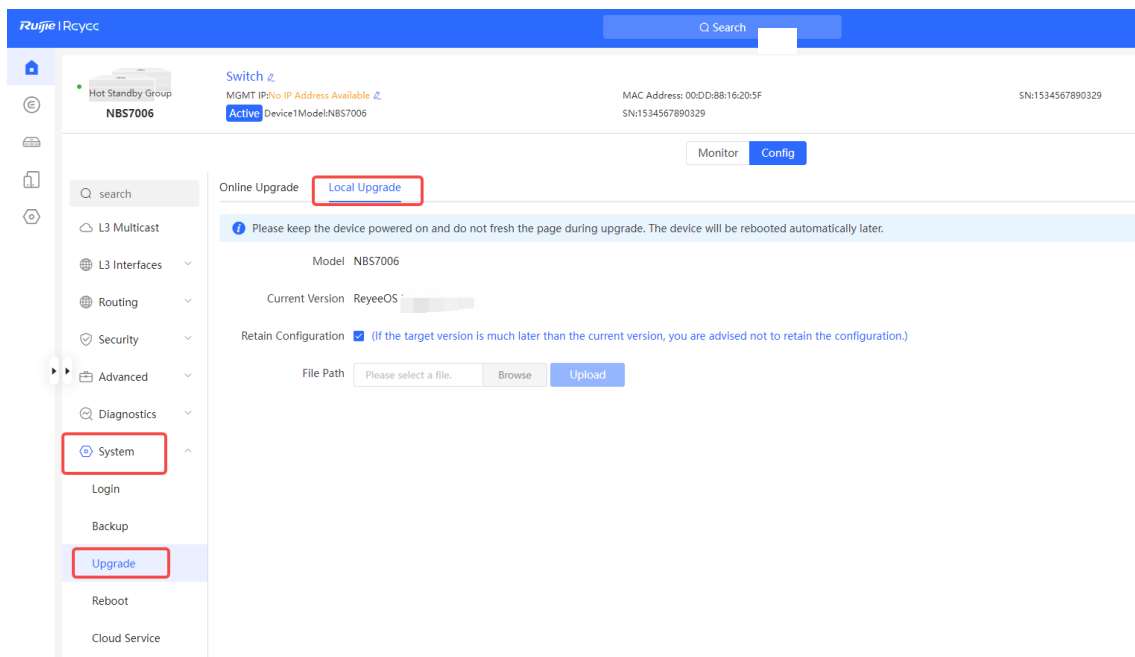 Ruijie | Rcycc
Search
Hot Standby Group
NBS7006
Switch
MGMT IP:No IP Address Available
Active Device1Model:NBS7006
MAC Address: 00:DD:88:16:20:5F
SN:1534567890329
SN:1534567890329
Monitor Config
search
L3 Multicast
L3 Interfaces
Routing
Security
Advanced
Diagnostics
System
Login
Backup
Upgrade
Reboot
Cloud Service
Online Upgrade Local Upgrade
Please keep the device powered on and do not fresh the page during upgrade. The device will be rebooted automatically later.
Model NBS7006
Current Version ReyeeOS
Retain Configuration (If the target version is much later than the current version, you are advised not to retain the configuration.)
File Path Please select a file. Browse Upload